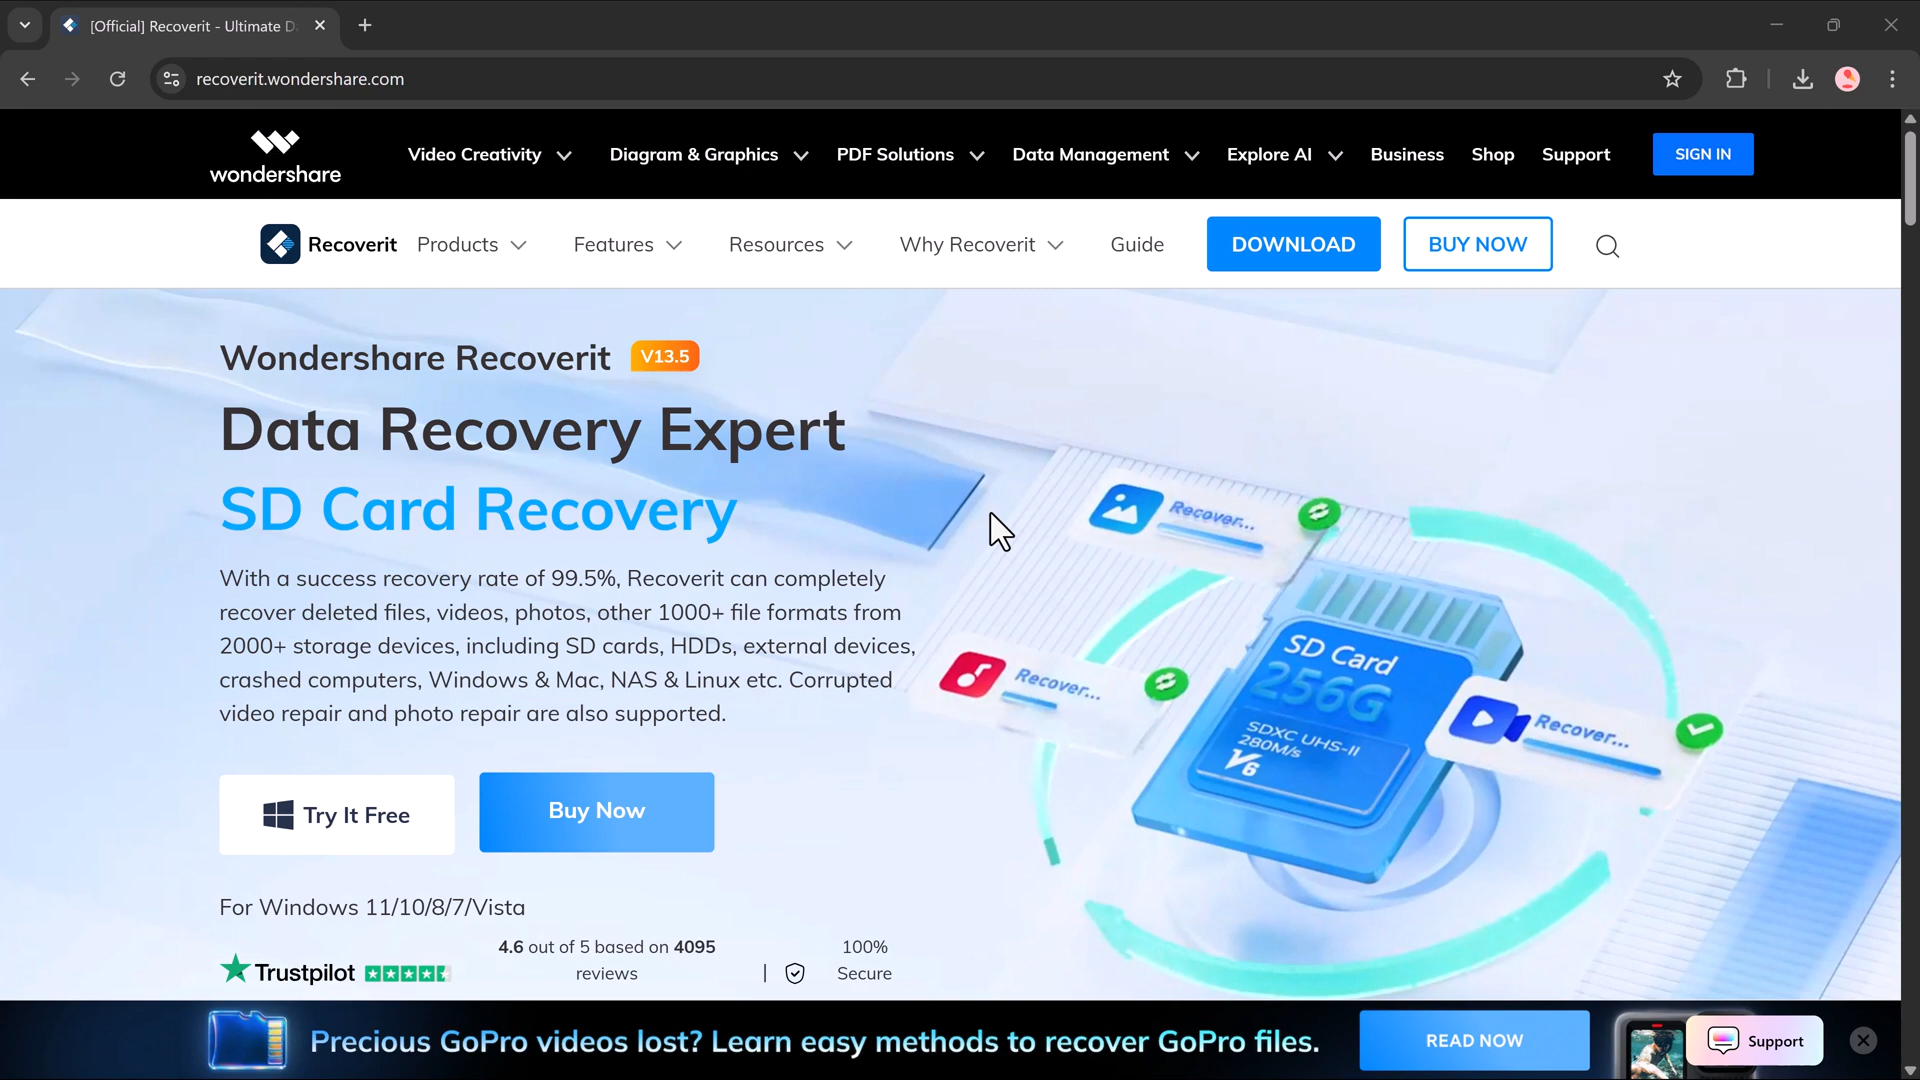 [Official] Recoverit - Ultimate D
recoverit.wondershare.com
wondershare
Video Creativity
Diagram & Graphics
PDF Solutions
Data Management
Explore AI
Business
Shop
Support
SIGN IN
Recoverit
Products
Features
Resources
Why Recoverit
Guide
DOWNLOAD
BUY NOW
Wondershare Recoverit V13.5
Data Recovery Expert
SD Card Recovery
With a success recovery rate of 99.5%, Recoverit can completely
recover deleted files, videos, photos, other 1000+ file formats from
2000+ storage devices, including SD cards, HDDs, external devices,
crashed computers, Windows & Mac, NAS & Linux etc. Corrupted
video repair and photo repair are also supported.
Try It Free
Buy Now
For Windows 11/10/8/7/Vista
Trustpilot
4.6 out of 5 based on 4095
reviews
100%
Secure
Recover...
Recover...
Recover...
SD Card
256G
SDXC UHS-II
280M/s
V6
Precious GoPro videos lost? Learn easy methods to recover GoPro files.
READ NOW
Support